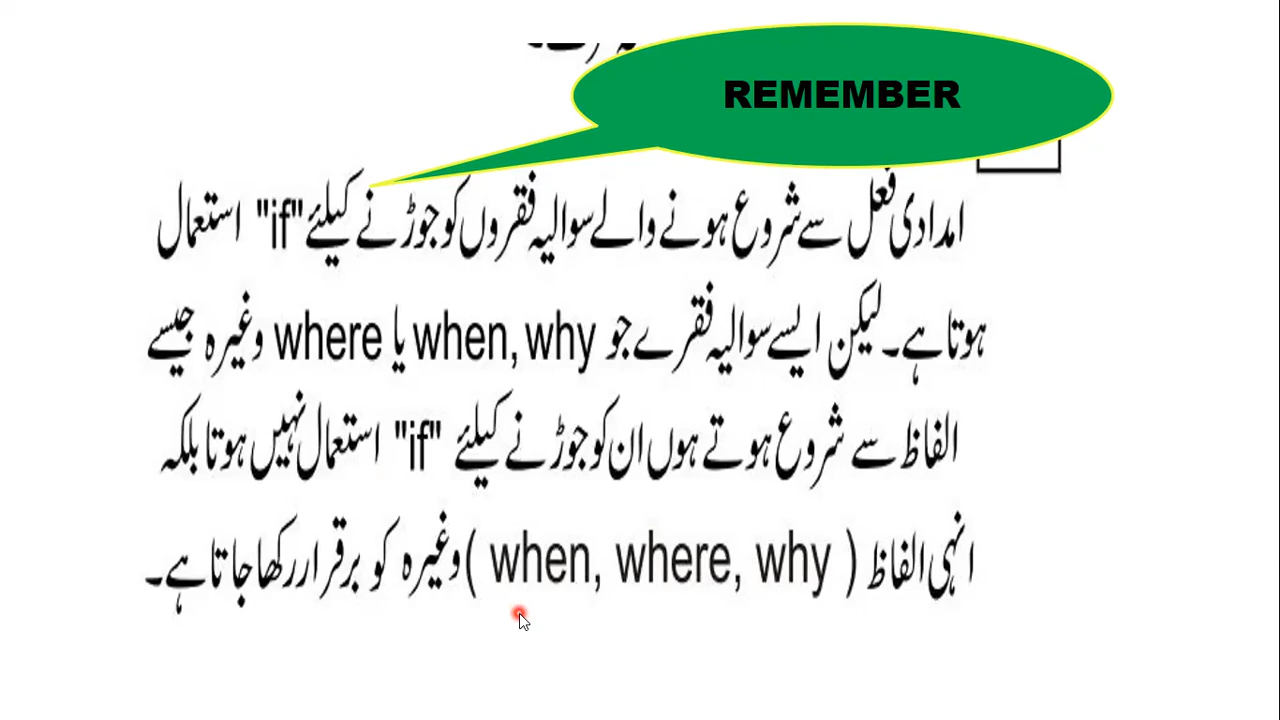 REMEMBER
امدادی فعل سے شروع ہونے والے سوالیہ فقروں کو جوڑنے کیلئے "if" استعمال
ہوتا ہے۔ لیکن ایسے سوالیہ فقرے جو when, why یا where وغیرہ جیسے
الفاظ سے شروع ہوتے ہوں ان کو جوڑنے کیلئے "if" استعمال نہیں ہوتا بلکہ
انہی الفاظ ( when, where, why ) وغیرہ کو برقرار رکھا جاتا ہے۔